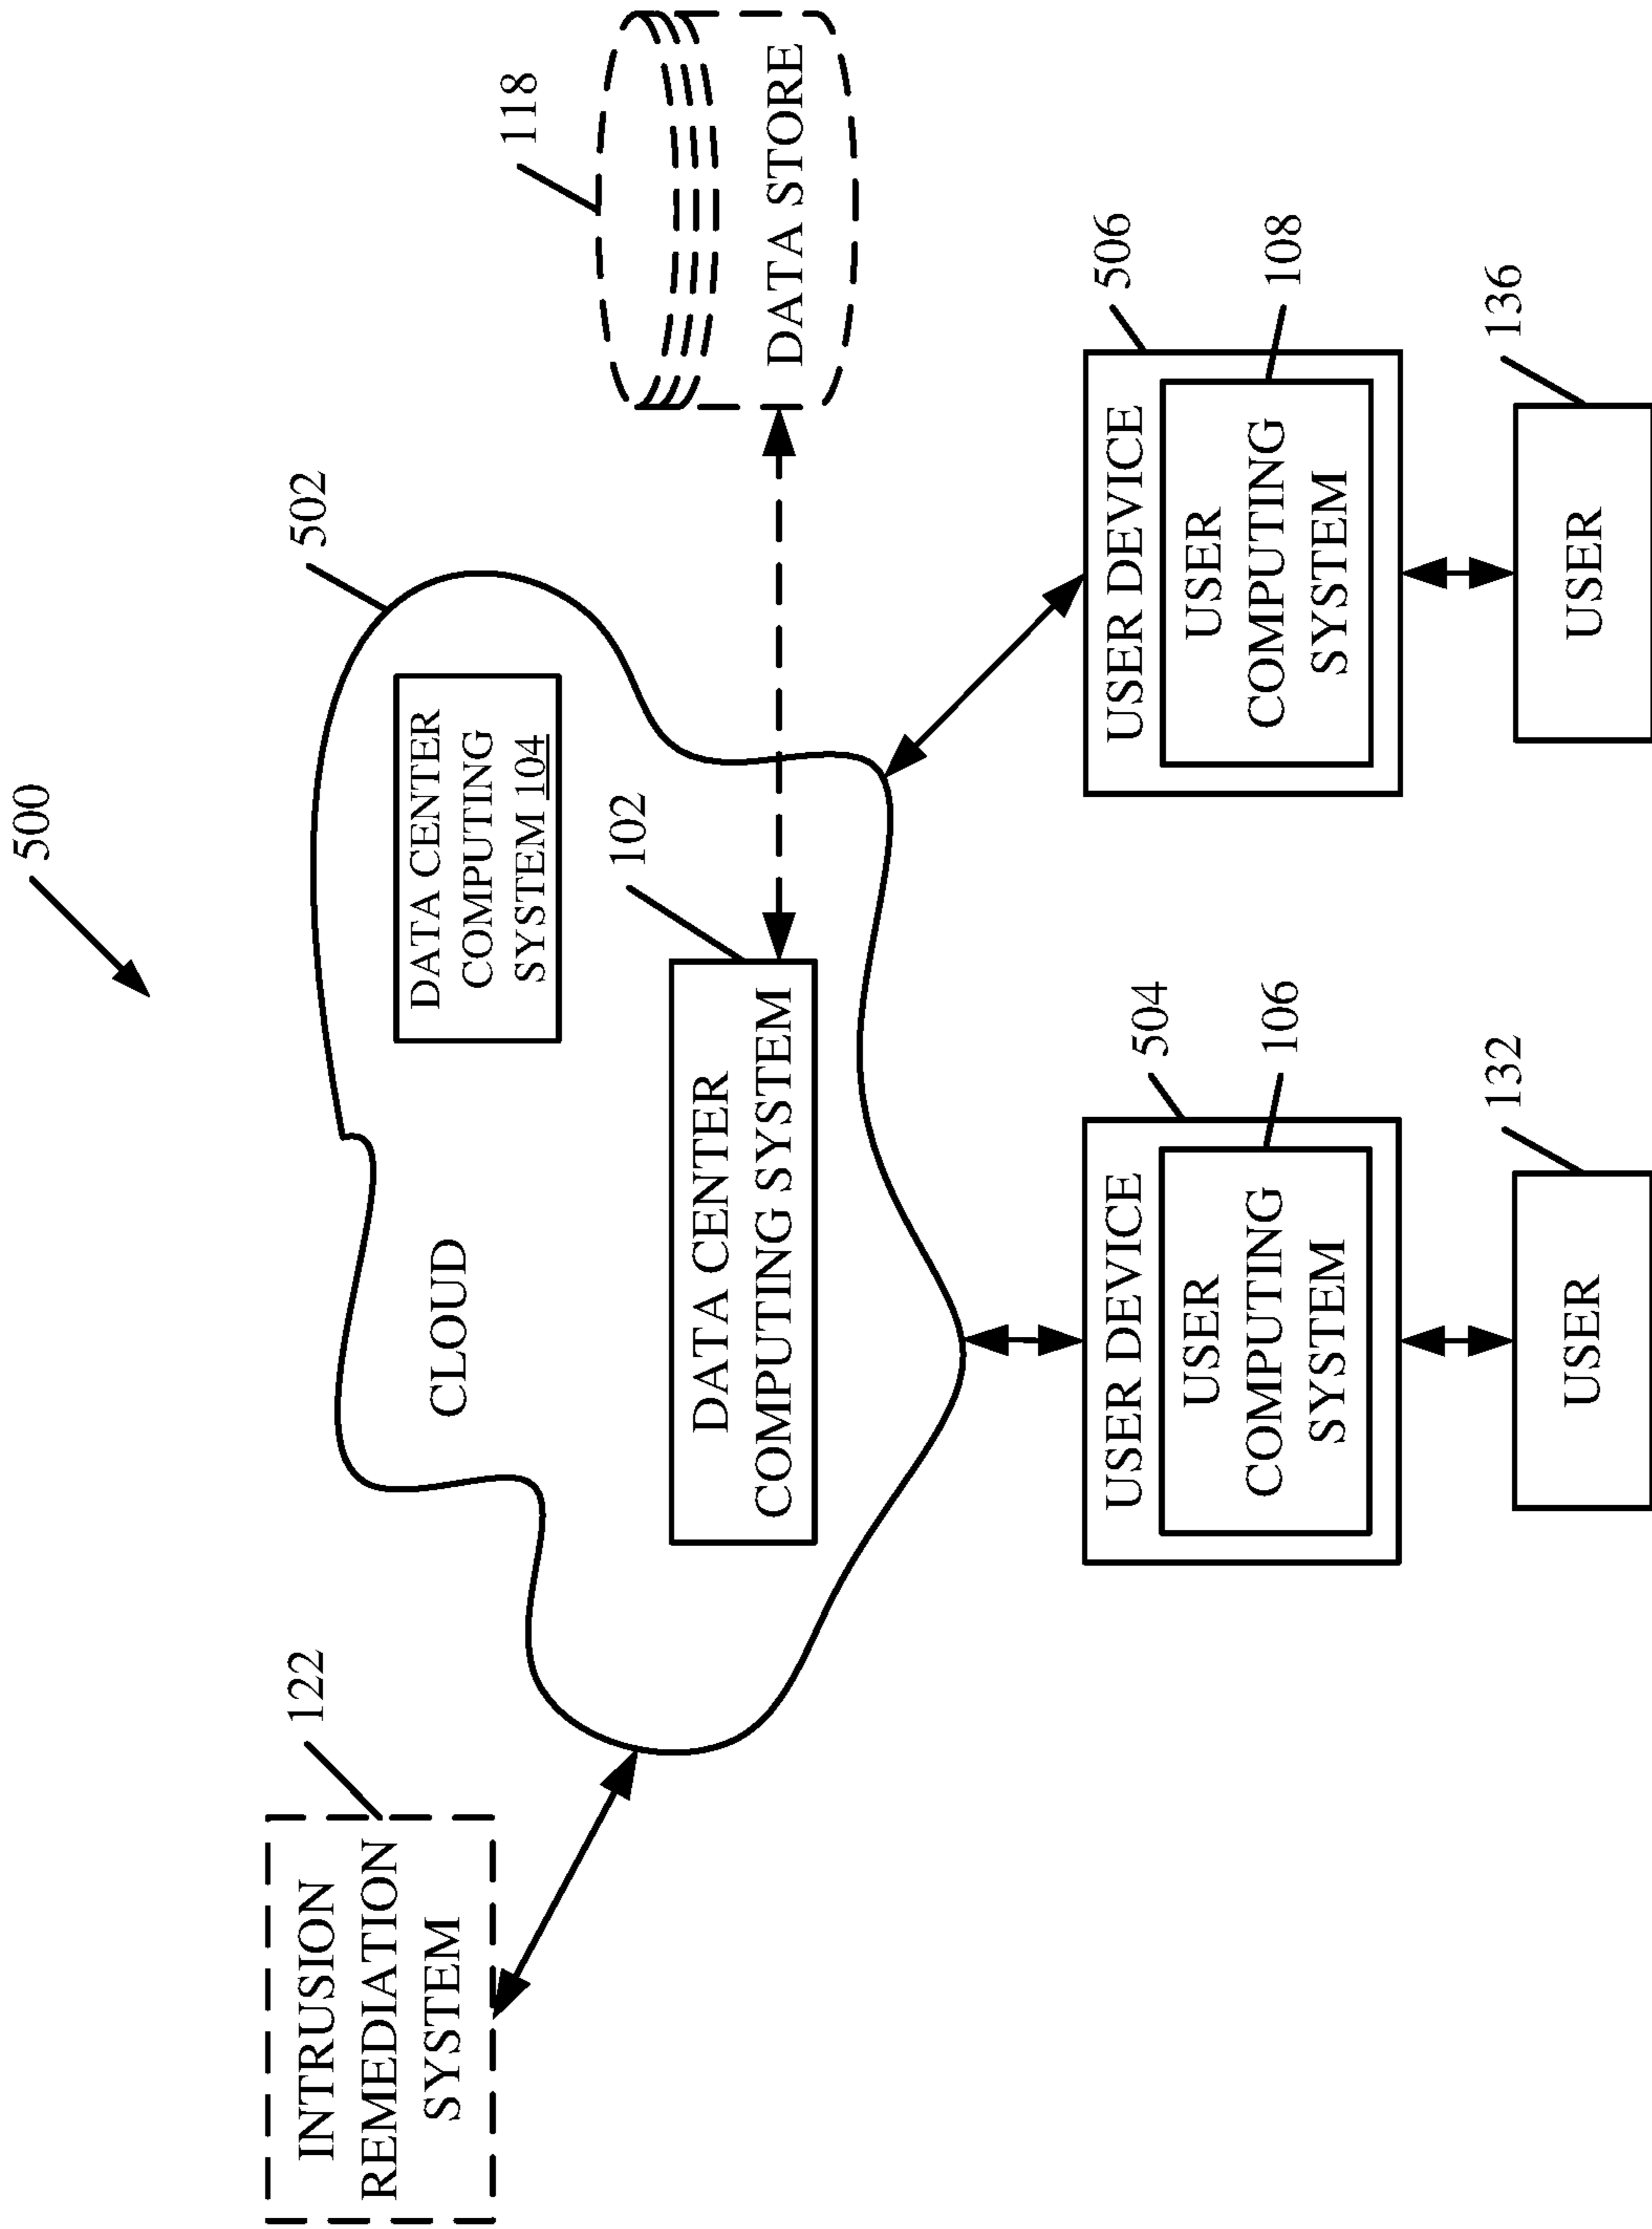 500
122
INTRUSION
REMEDIATION
SYSTEM
502
CLOUD
DATA CENTER
COMPUTING
SYSTEM 104
118
DATA STORE
102
DATA CENTER
COMPUTING SYSTEM
504
USER DEVICE
106
USER
COMPUTING
SYSTEM
506
USER DEVICE
108
USER
COMPUTING
SYSTEM
132
USER
136
USER